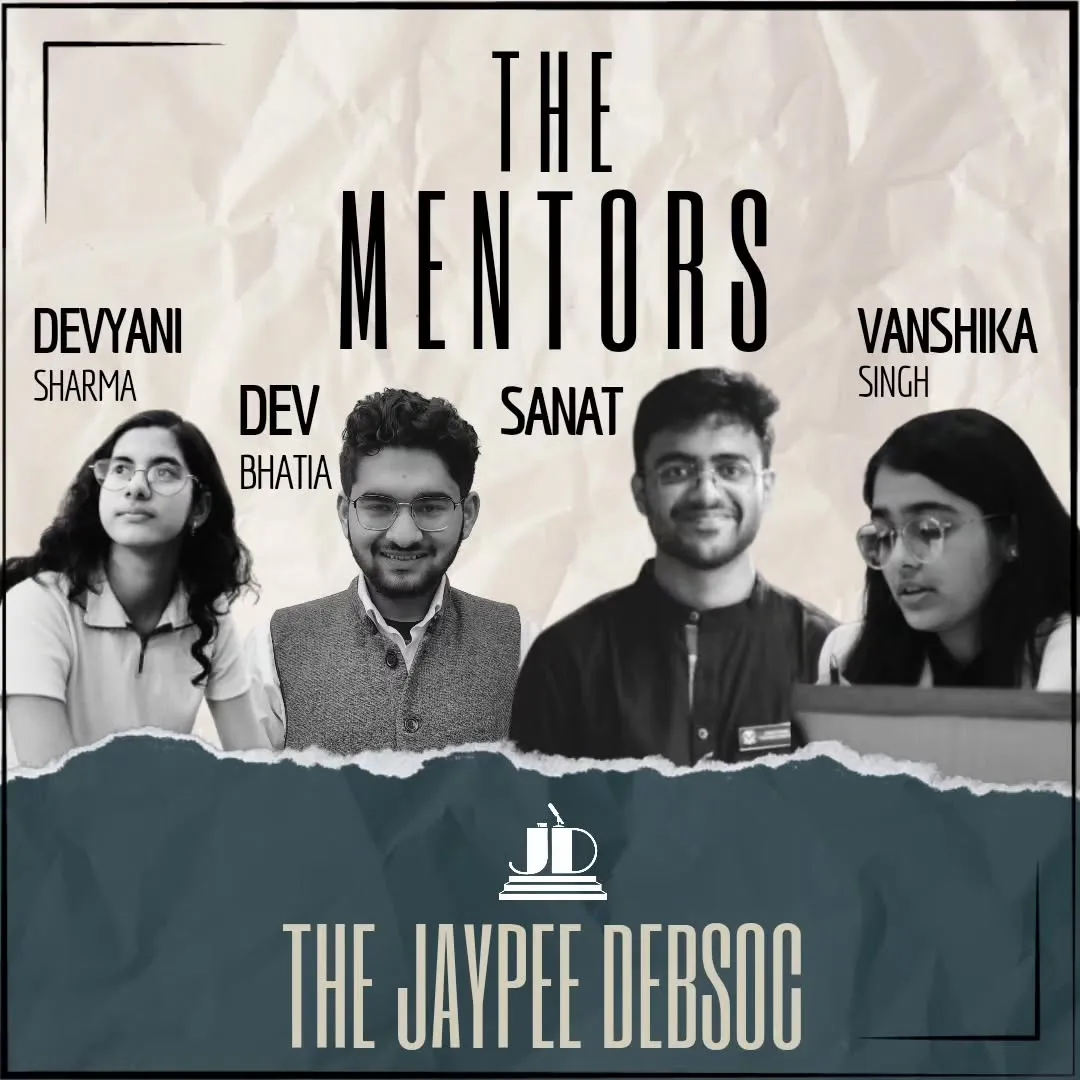 THE
MENTORS
DEVYANI
SHARMA
DEV
BHATIA
SANAT
VANSHIKA
SINGH
JD
THE JAYPEE DEBSOC